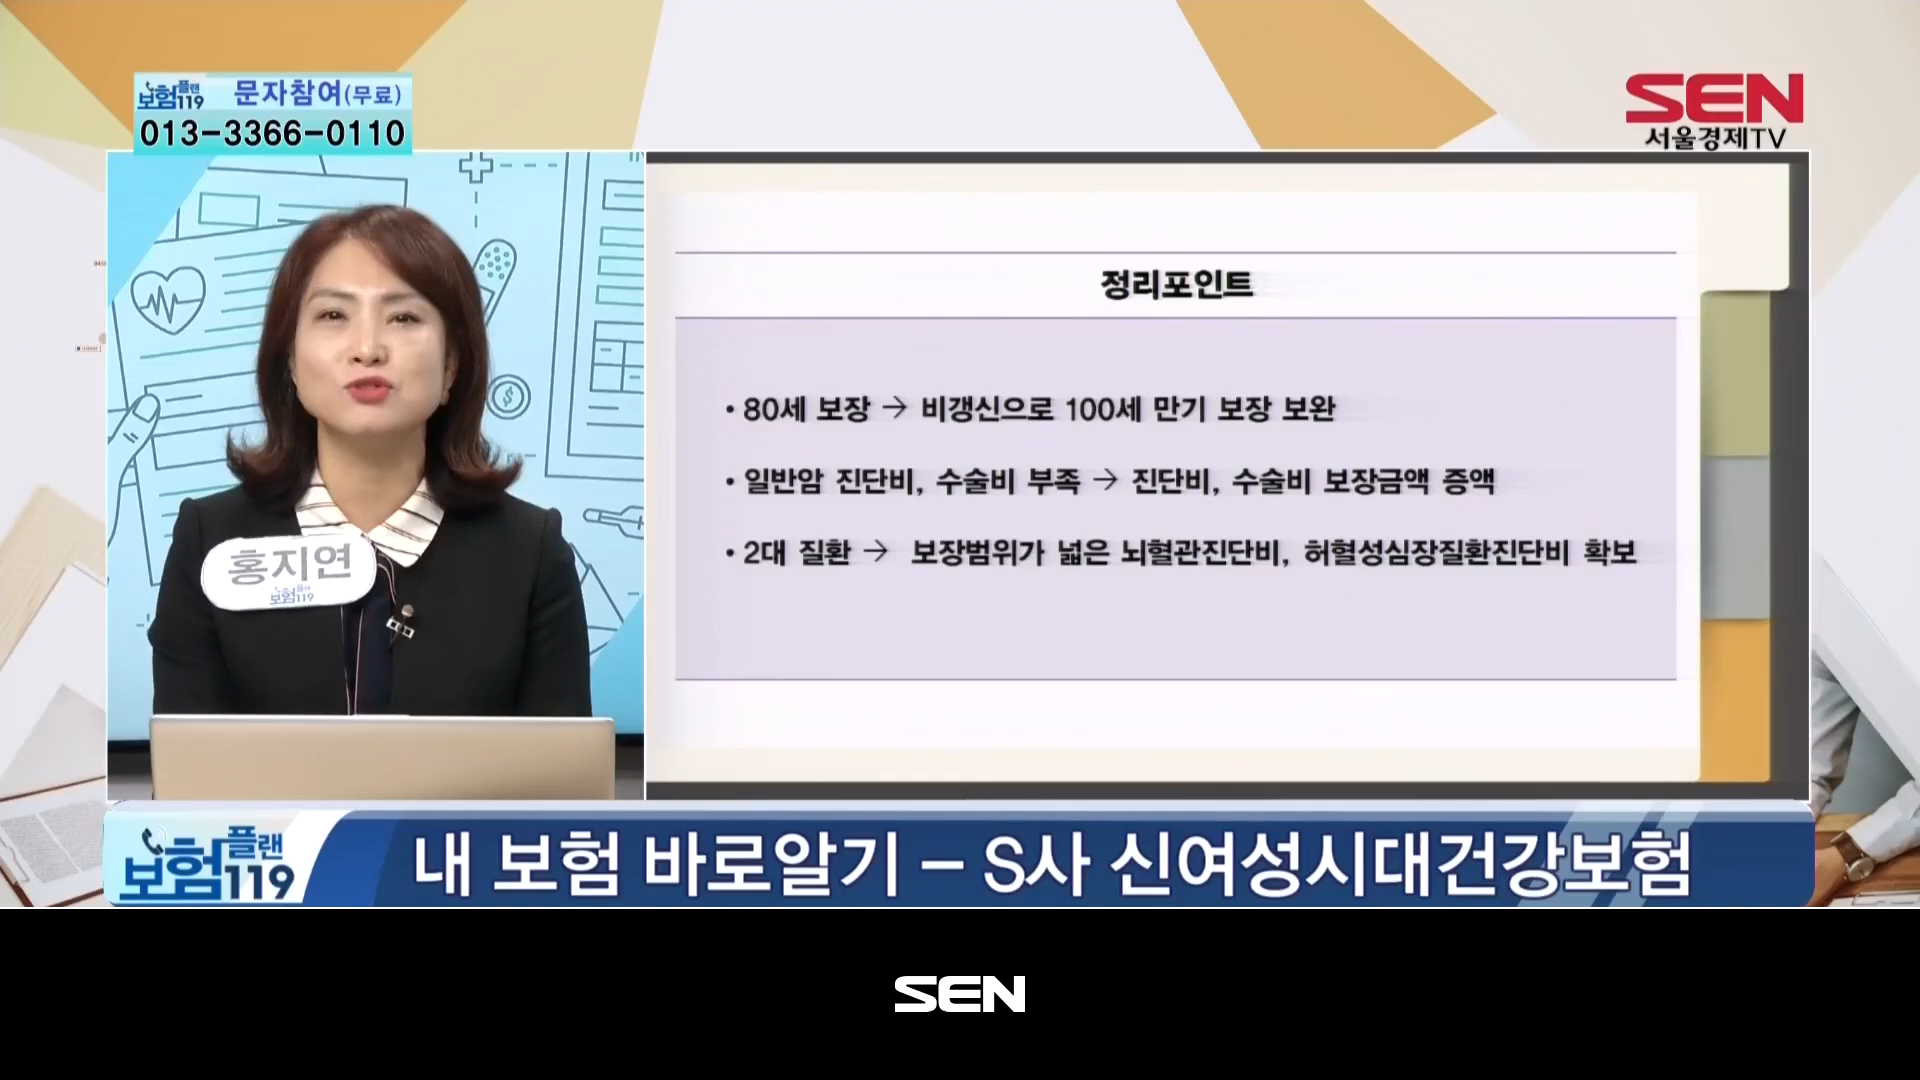 보험플랜119 문자참여(무료)
013-3366-0110
SEN
서울경제TV
정리포인트
• 80세 보장 → 비갱신으로 100세 만기 보장 보완
• 일반암 진단비, 수술비 부족 → 진단비, 수술비 보장금액 증액
• 2대 질환 → 보장범위가 넓은 뇌혈관진단비, 허혈성심장질환진단비 확보
홍지연
보험플랜119
보험플랜119
내 보험 바로알기 - S사 신여성시대건강보험
SEN